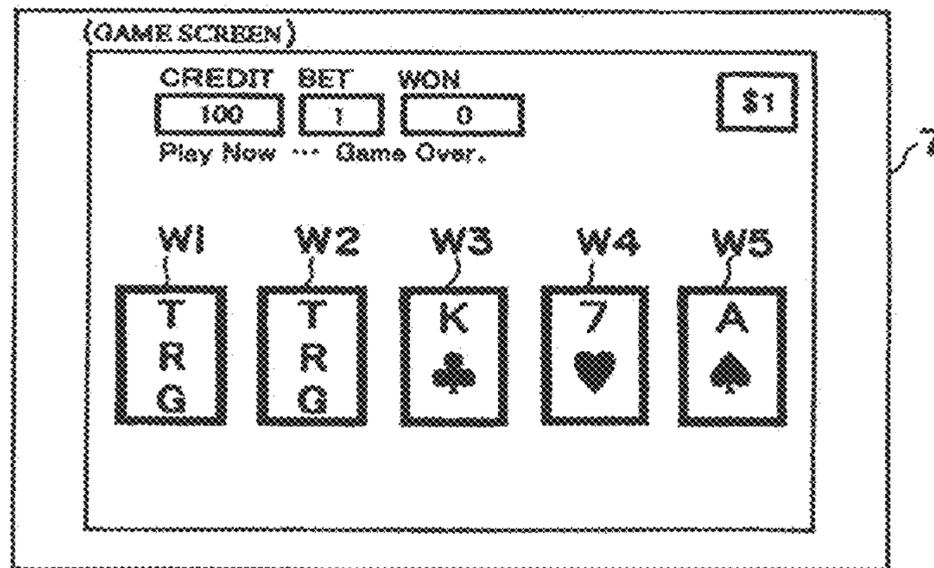 (GAME SCREEN)
CREDIT BET WON
100 1 0 $1
Play Now ... Game Over.
7
W1 W2 W3 W4 W5
T T K 7 A
R R
G G